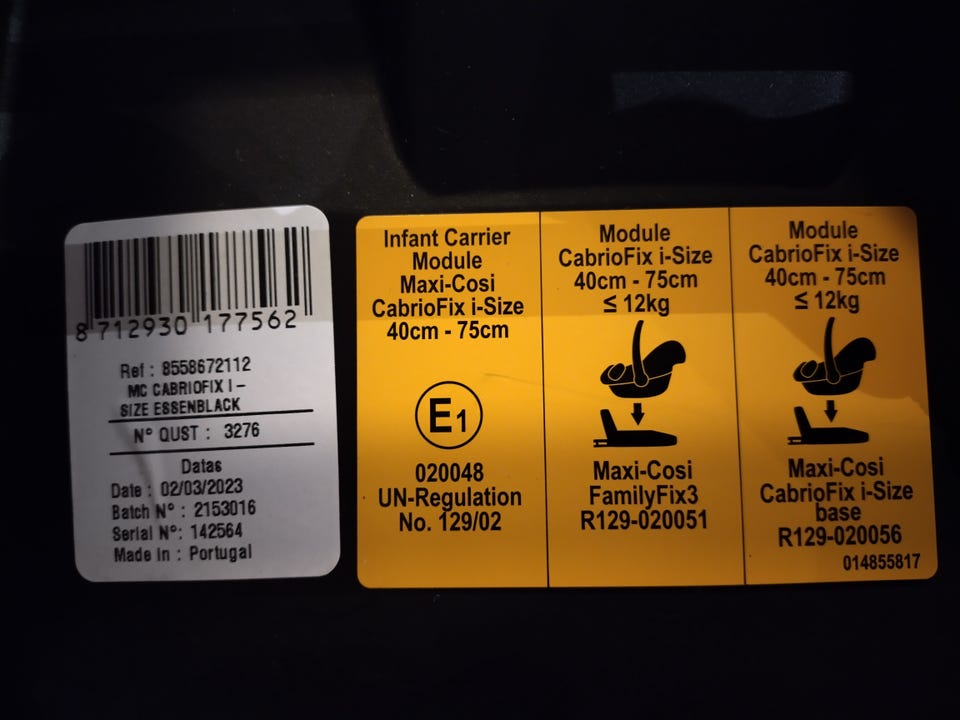 8 712930 177562
Ref : 8558672112
MC CABRIOFIX I-
SIZE ESSENBLACK
N° QUST : 3276
Datas
Date : 02/03/2023
Batch N° : 2153016
Serial N°: 142564
Made in : Portugal
Infant Carrier
Module
Maxi-Cosi
CabrioFix i-Size
40cm - 75cm
E1
020048
UN-Regulation
No. 129/02
Module
CabrioFix i-Size
40cm - 75cm
≤ 12kg
Maxi-Cosi
FamilyFix3
R129-020051
Module
CabrioFix i-Size
40cm - 75cm
≤ 12kg
Maxi-Cosi
CabrioFix i-Size
base
R129-020056
014855817